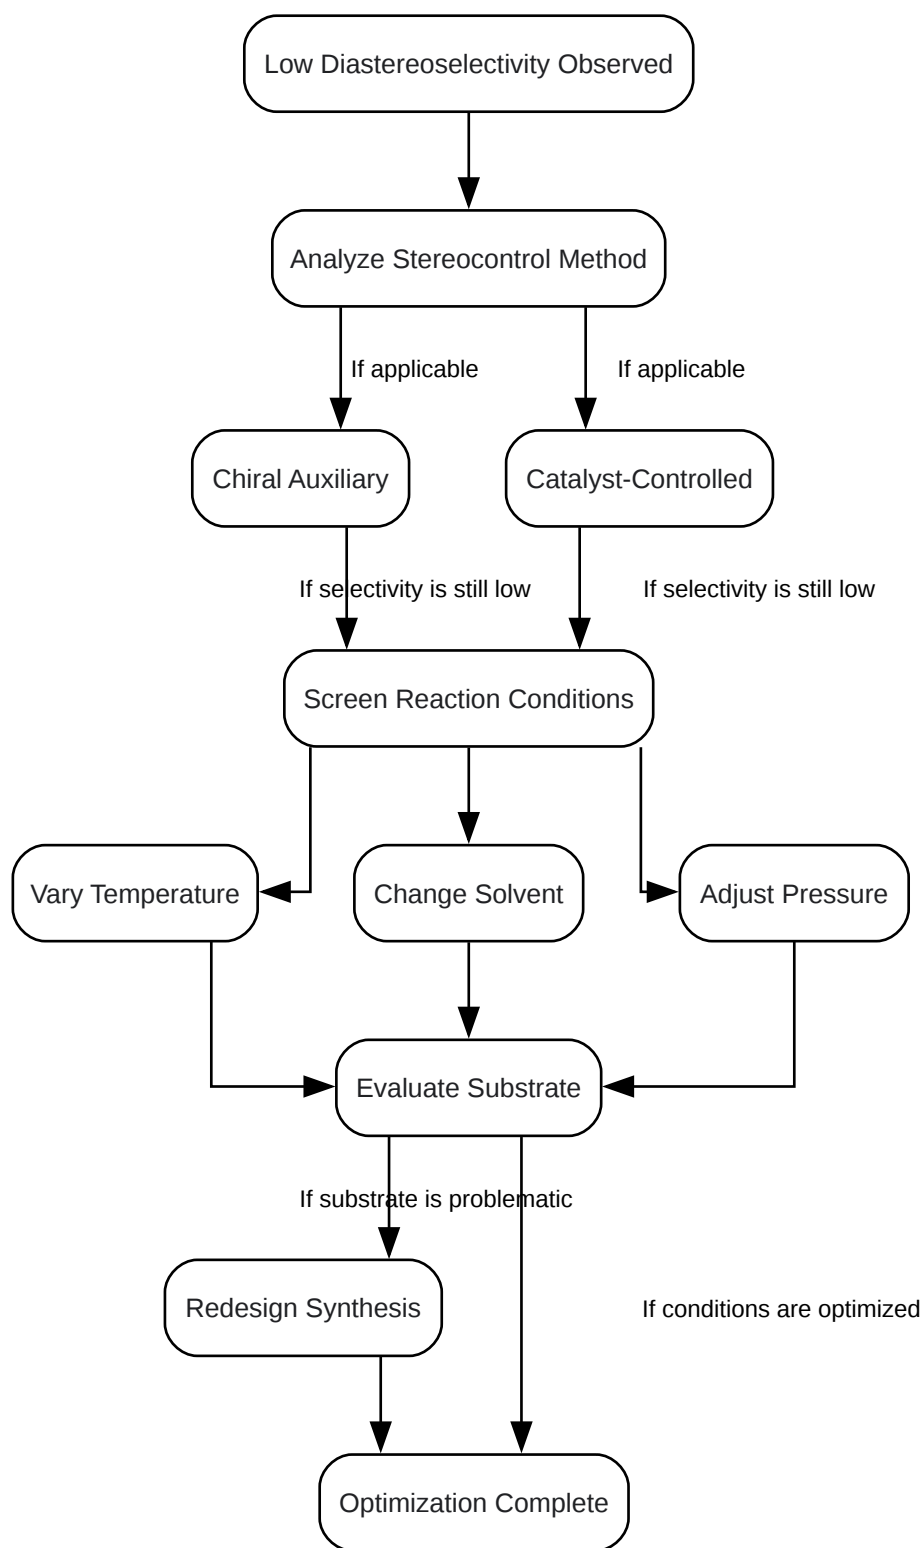 Low Diastereoselectivity Observed
Analyze Stereocontrol Method
If applicable
If applicable
Chiral Auxiliary
Catalyst-Controlled
If selectivity is still low
If selectivity is still low
Screen Reaction Conditions
Vary Temperature
Change Solvent
Adjust Pressure
Evaluate Substrate
If substrate is problematic
Redesign Synthesis
If conditions are optimized
Optimization Complete